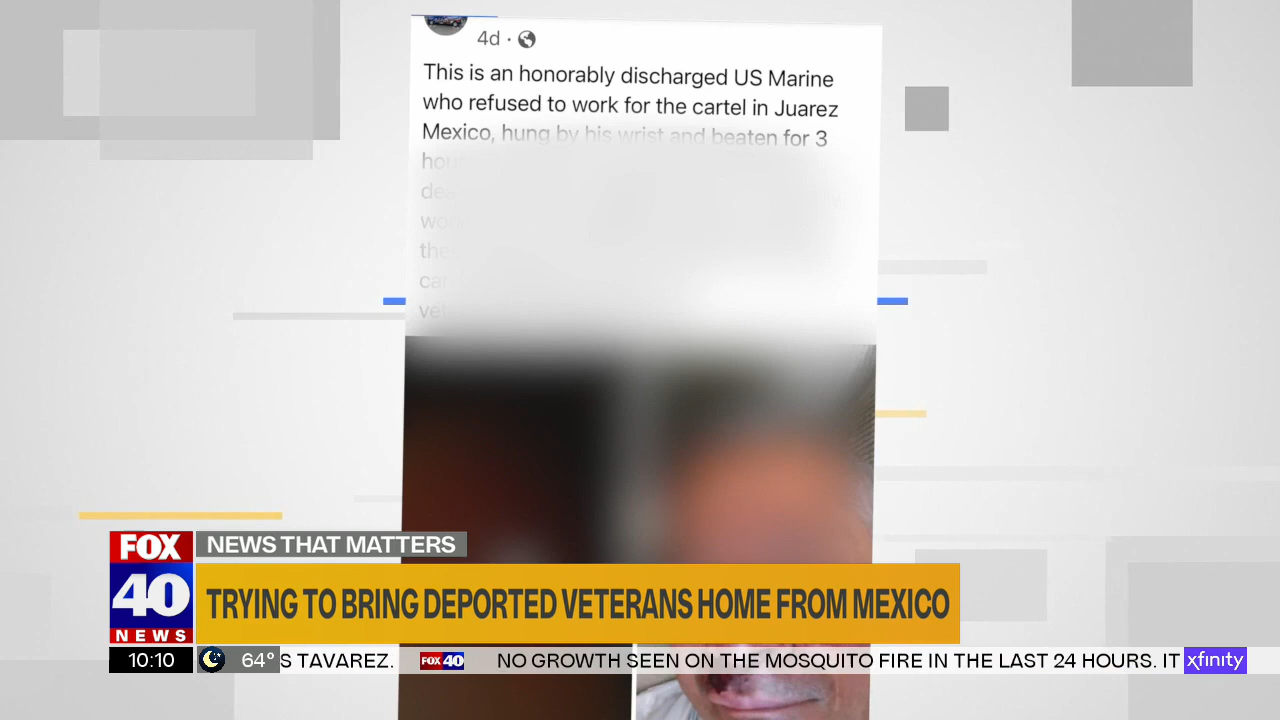 4d ·
This is an honorably discharged US Marine
who refused to work for the cartel in Juarez
Mexico, hung by his wrist and beaten for 3
NEWS THAT MATTERS
FOX
40
NEWS
TRYING TO BRING DEPORTED VETERANS HOME FROM MEXICO
10:10
64°
S TAVAREZ.
FOX 40
NO GROWTH SEEN ON THE MOSQUITO FIRE IN THE LAST 24 HOURS. IT
xfinity